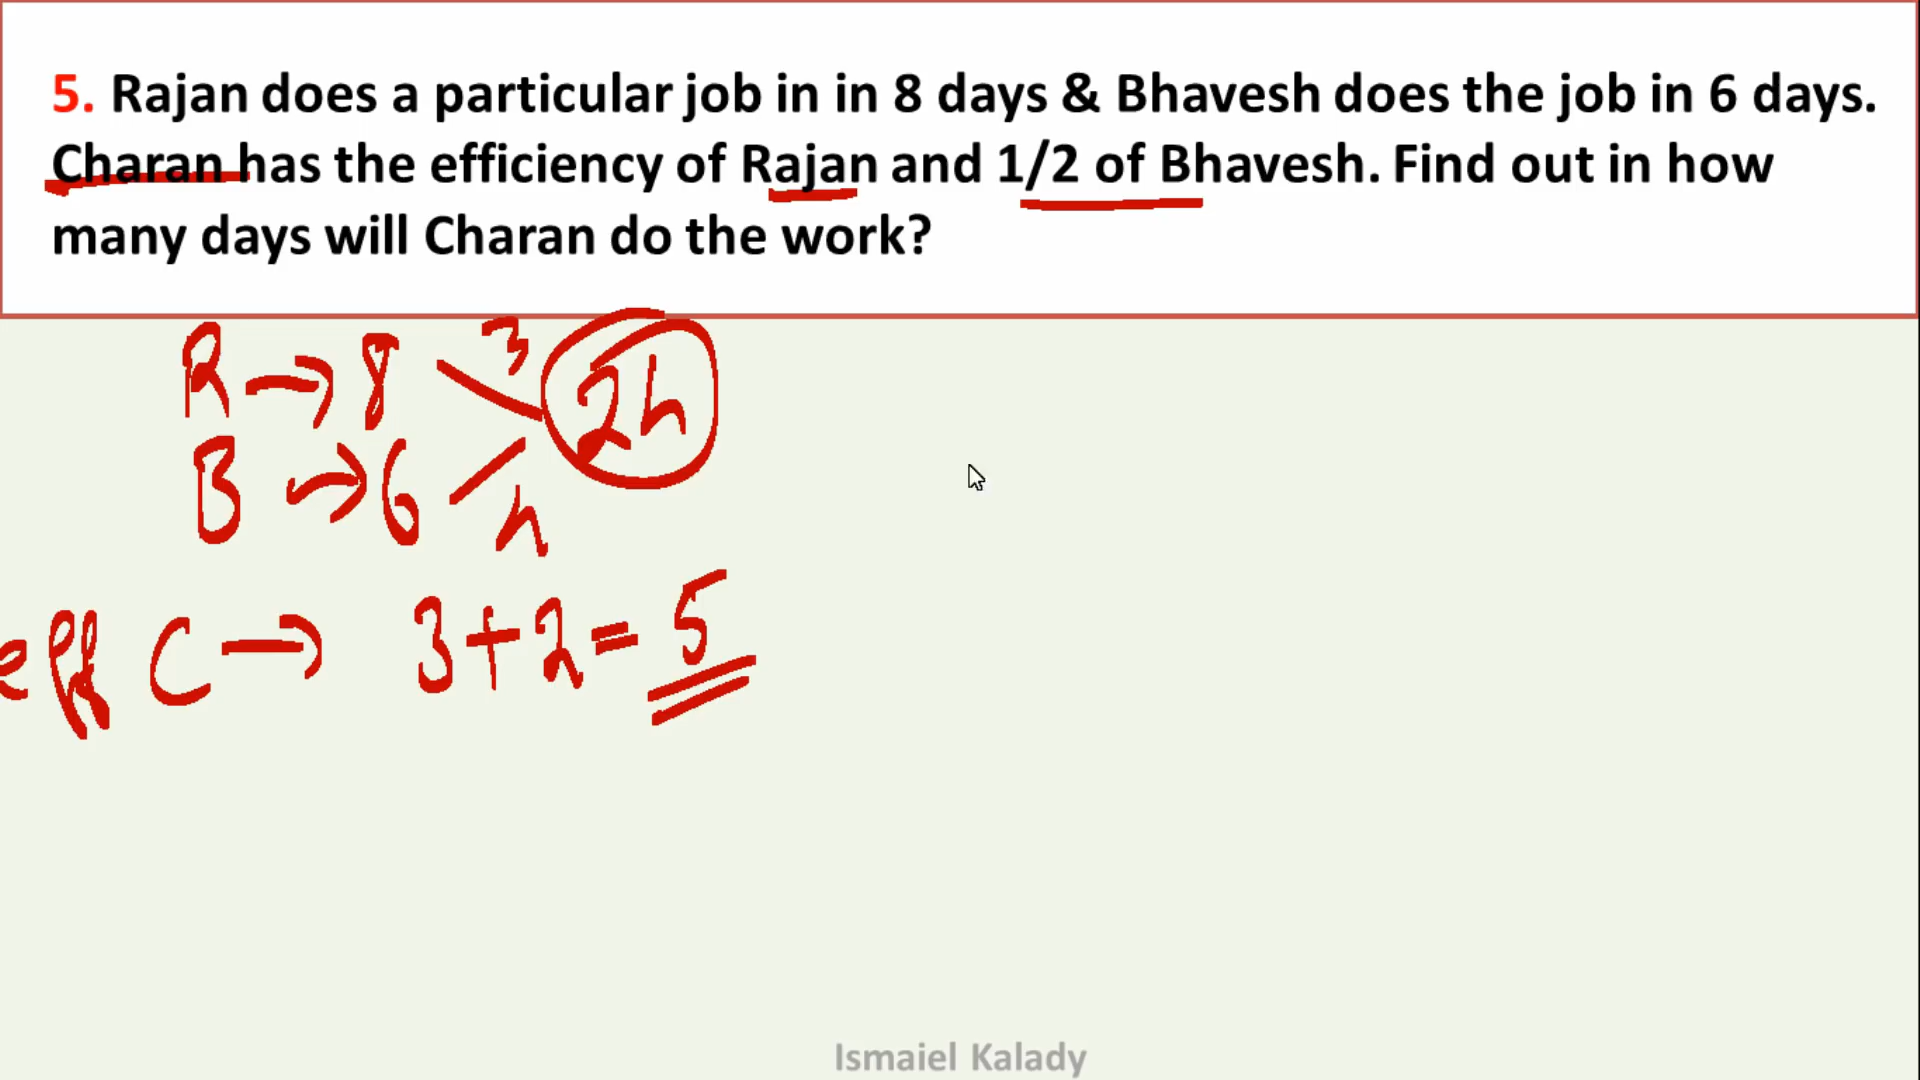 5. Rajan does a particular job in in 8 days & Bhavesh does the job in 6 days.
Charan has the efficiency of Rajan and 1/2 of Bhavesh. Find out in how
many days will Charan do the work?
R → 8 3 24
B → 6 4
eff C → 3+2=5
Ismaiel Kalady